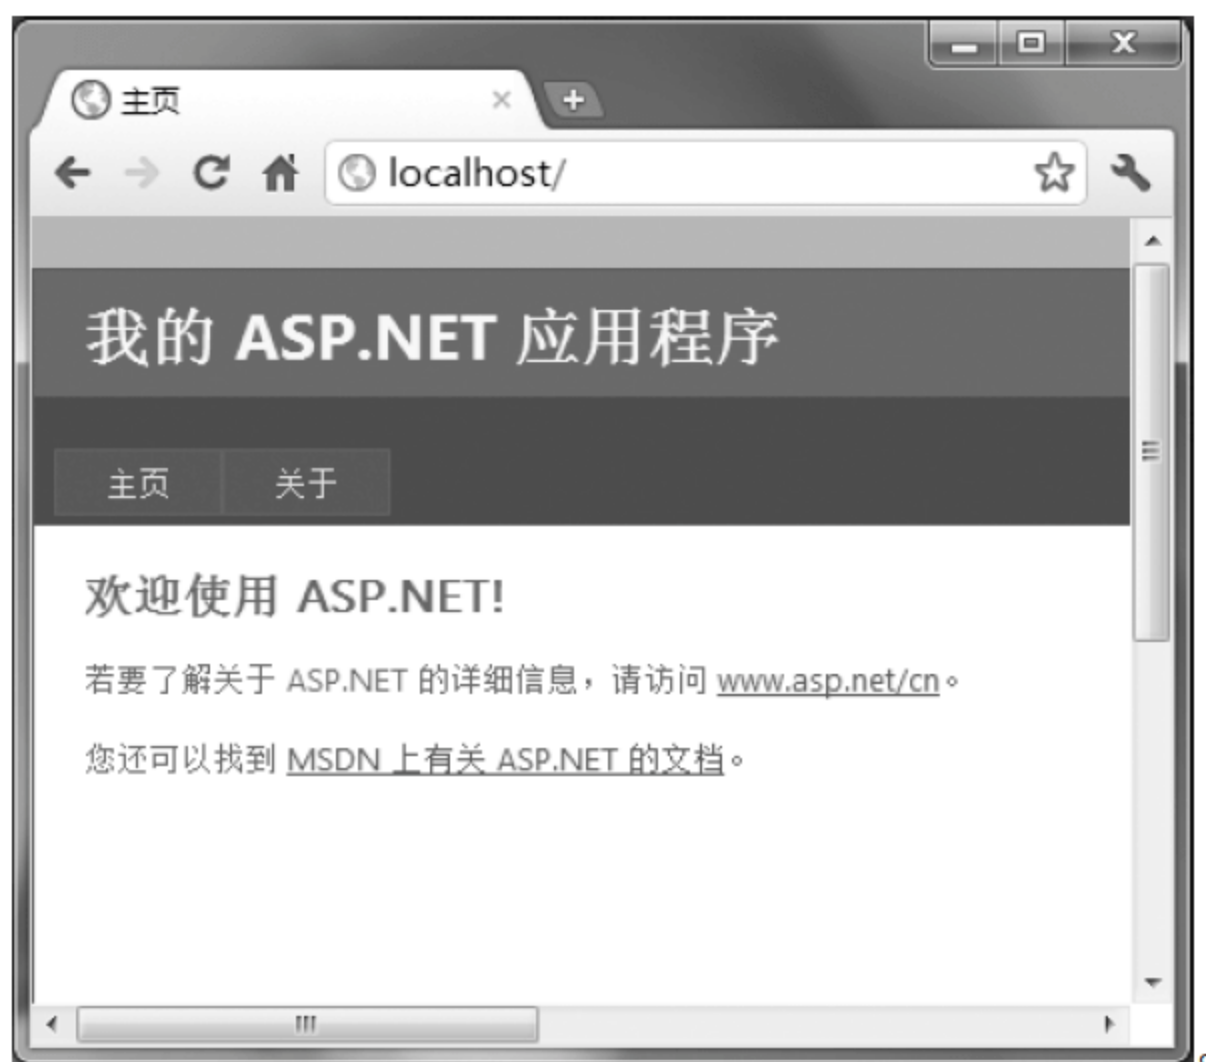 主页
localhost/
我的 ASP.NET 应用程序
主页 关于
欢迎使用 ASP.NET!
若要了解关于 ASP.NET 的详细信息，请访问 www.asp.net/cn。
您还可以找到 MSDN 上有关 ASP.NET 的文档。